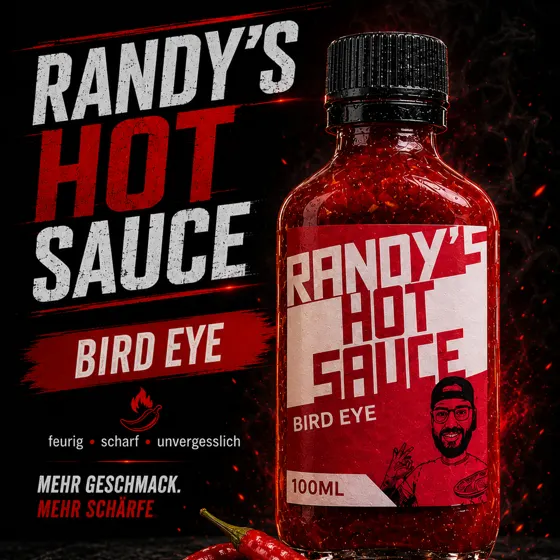 RANDY'S
HOT
SAUCE
BIRD EYE
feurig • scharf • unvergesslich
MEHR GESCHMACK.
MEHR SCHÄRFE
RANDY'S
HOT
SAUCE
BIRD EYE
100ML